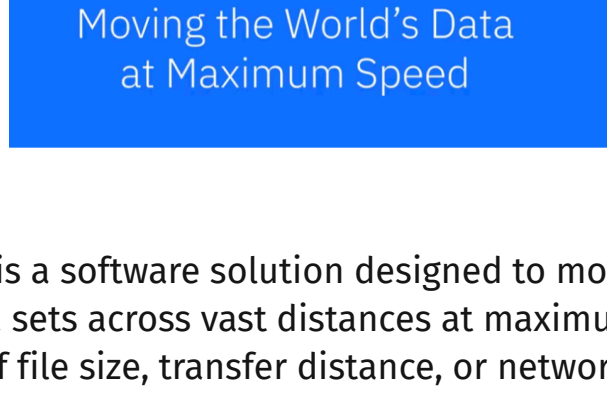 Moving the World’s Data
at Maximum Speed
is a software solution designed to mo
sets across vast distances at maximu
f file size, transfer distance, or networ